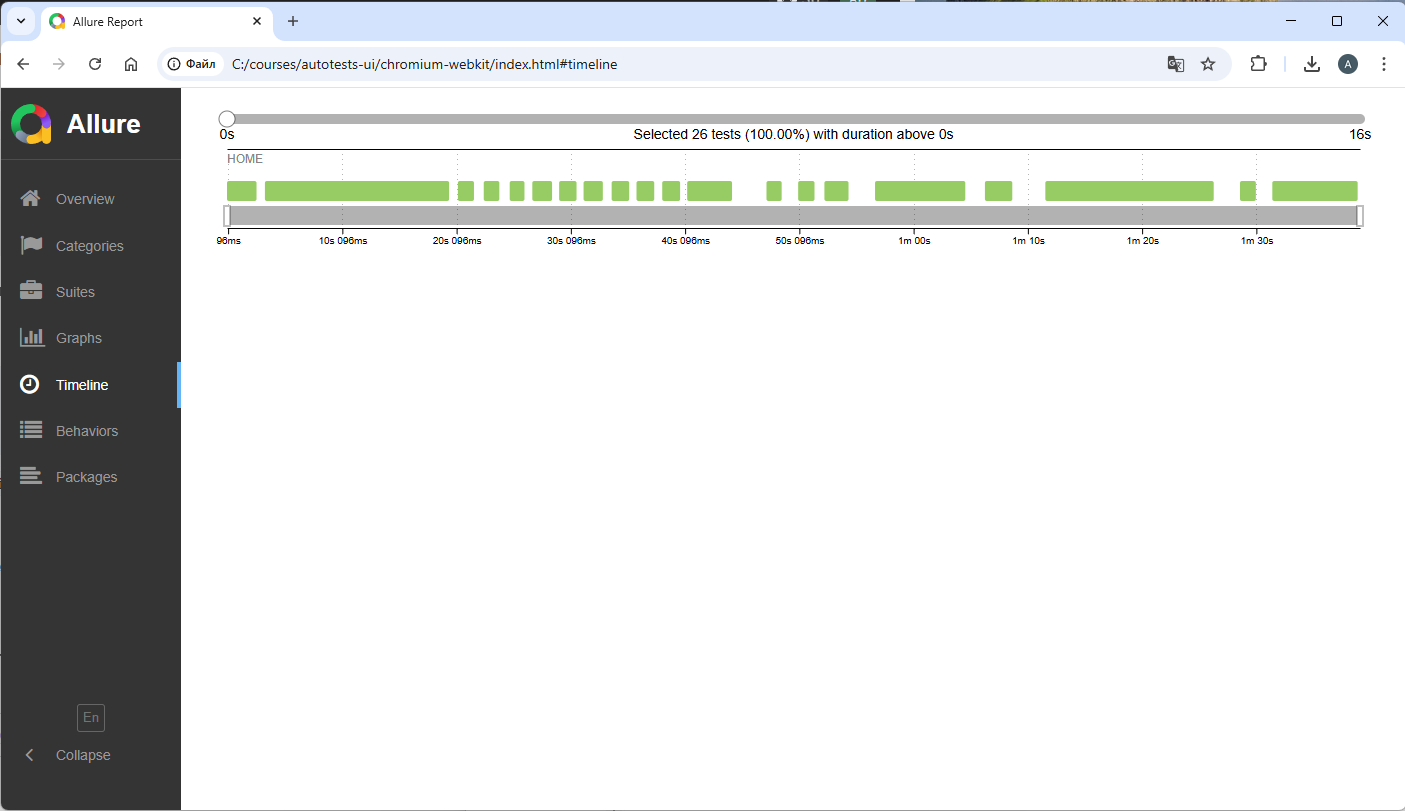 Allure Report
Файл
C:/courses/autotests-ui/chromium-webkit/index.html#timeline
A
Allure
Overview
Categories
Suites
Graphs
Timeline
Behaviors
Packages
En
Collapse
0s
Selected 26 tests (100.00%) with duration above 0s
16s
HOME
96ms
10s 096ms
20s 096ms
30s 096ms
40s 096ms
50s 096ms
1m 00s
1m 10s
1m 20s
1m 30s